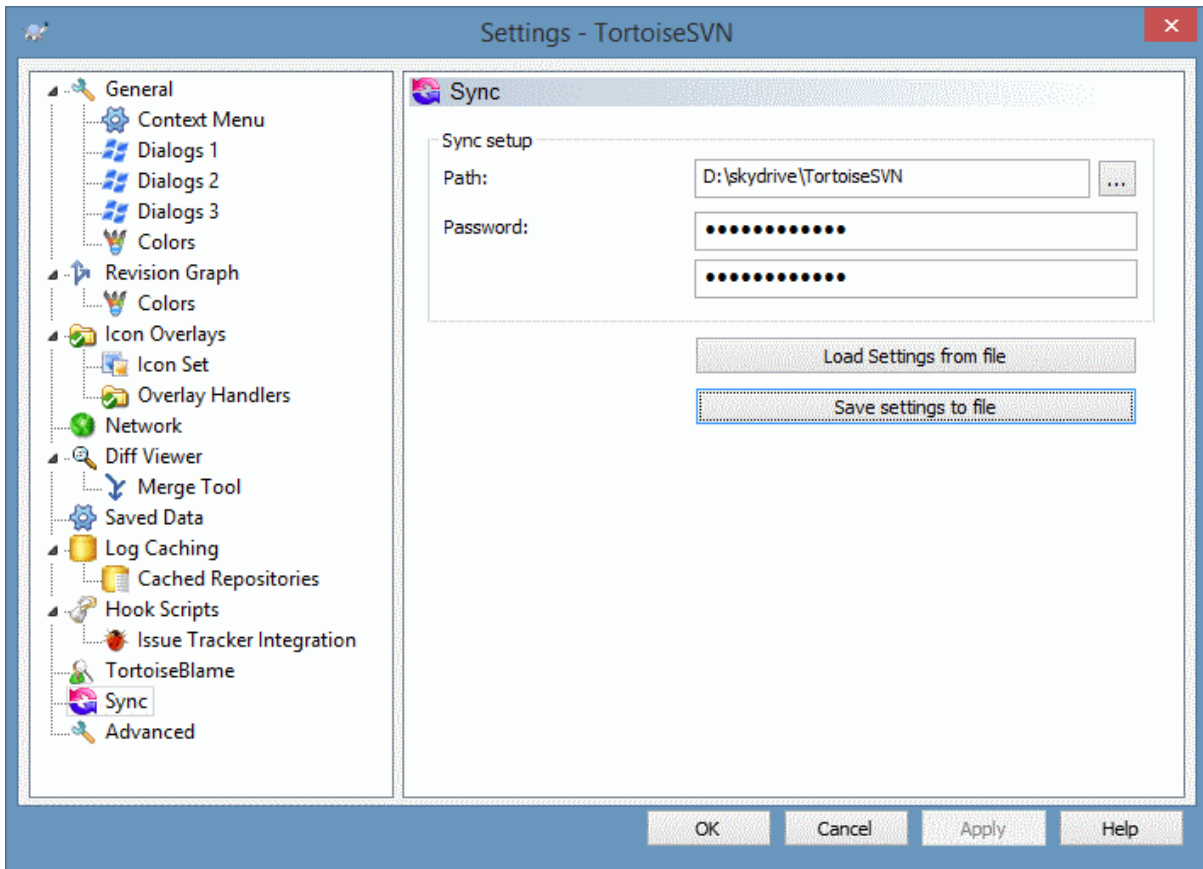 Settings - TortoiseSVN
General
Context Menu
Dialogs 1
Dialogs 2
Dialogs 3
Colors
Revision Graph
Colors
Icon Overlays
Icon Set
Overlay Handlers
Network
Diff Viewer
Merge Tool
Saved Data
Log Caching
Cached Repositories
Hook Scripts
Issue Tracker Integration
TortoiseBlame
Sync
Advanced
Sync
Sync setup
Path:
D:\skydrive\TortoiseSVN
...
Password:
●●●●●●●●●●●●
●●●●●●●●●●●●
Load Settings from file
Save settings to file
OK
Cancel
Apply
Help